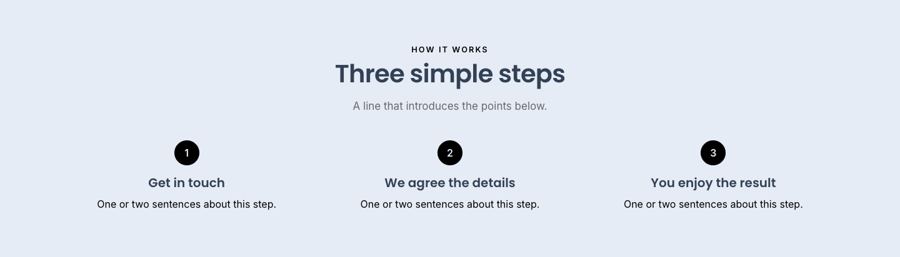 HOW IT WORKS
Three simple steps
A line that introduces the points below.
1
Get in touch
One or two sentences about this step.
2
We agree the details
One or two sentences about this step.
3
You enjoy the result
One or two sentences about this step.